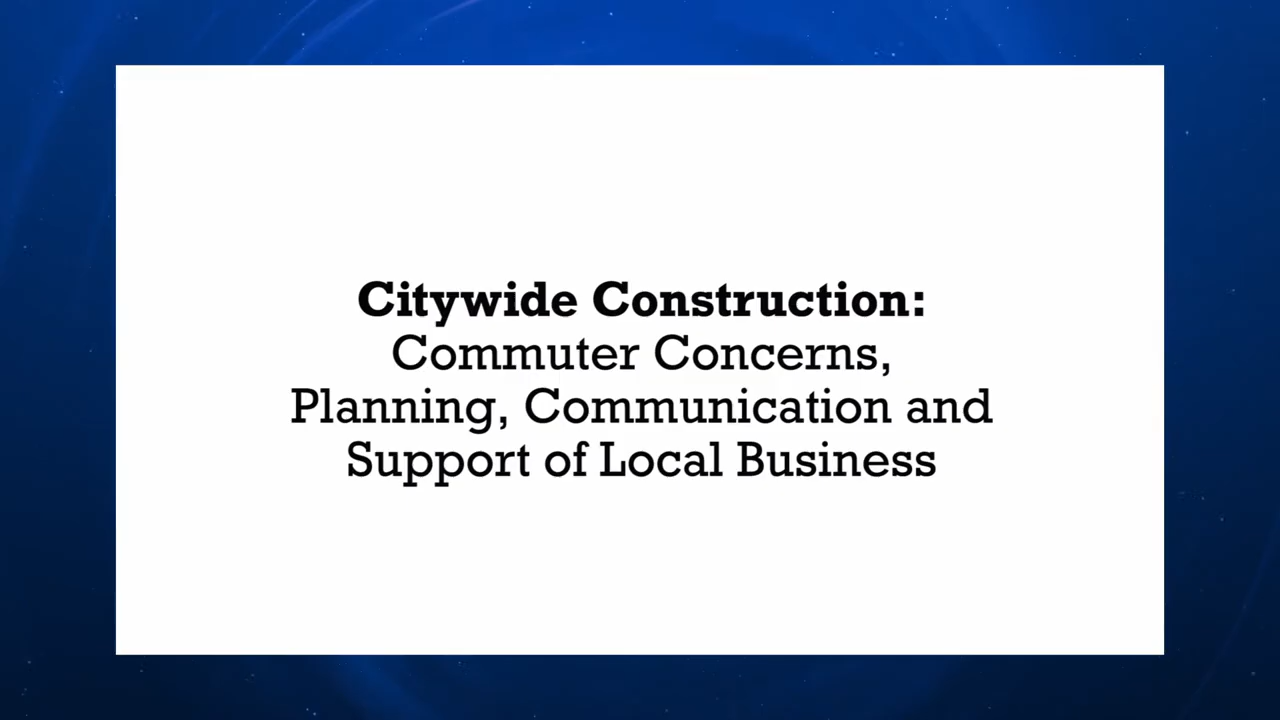 Citywide Construction:
Commuter Concerns,
Planning, Communication and
Support of Local Business